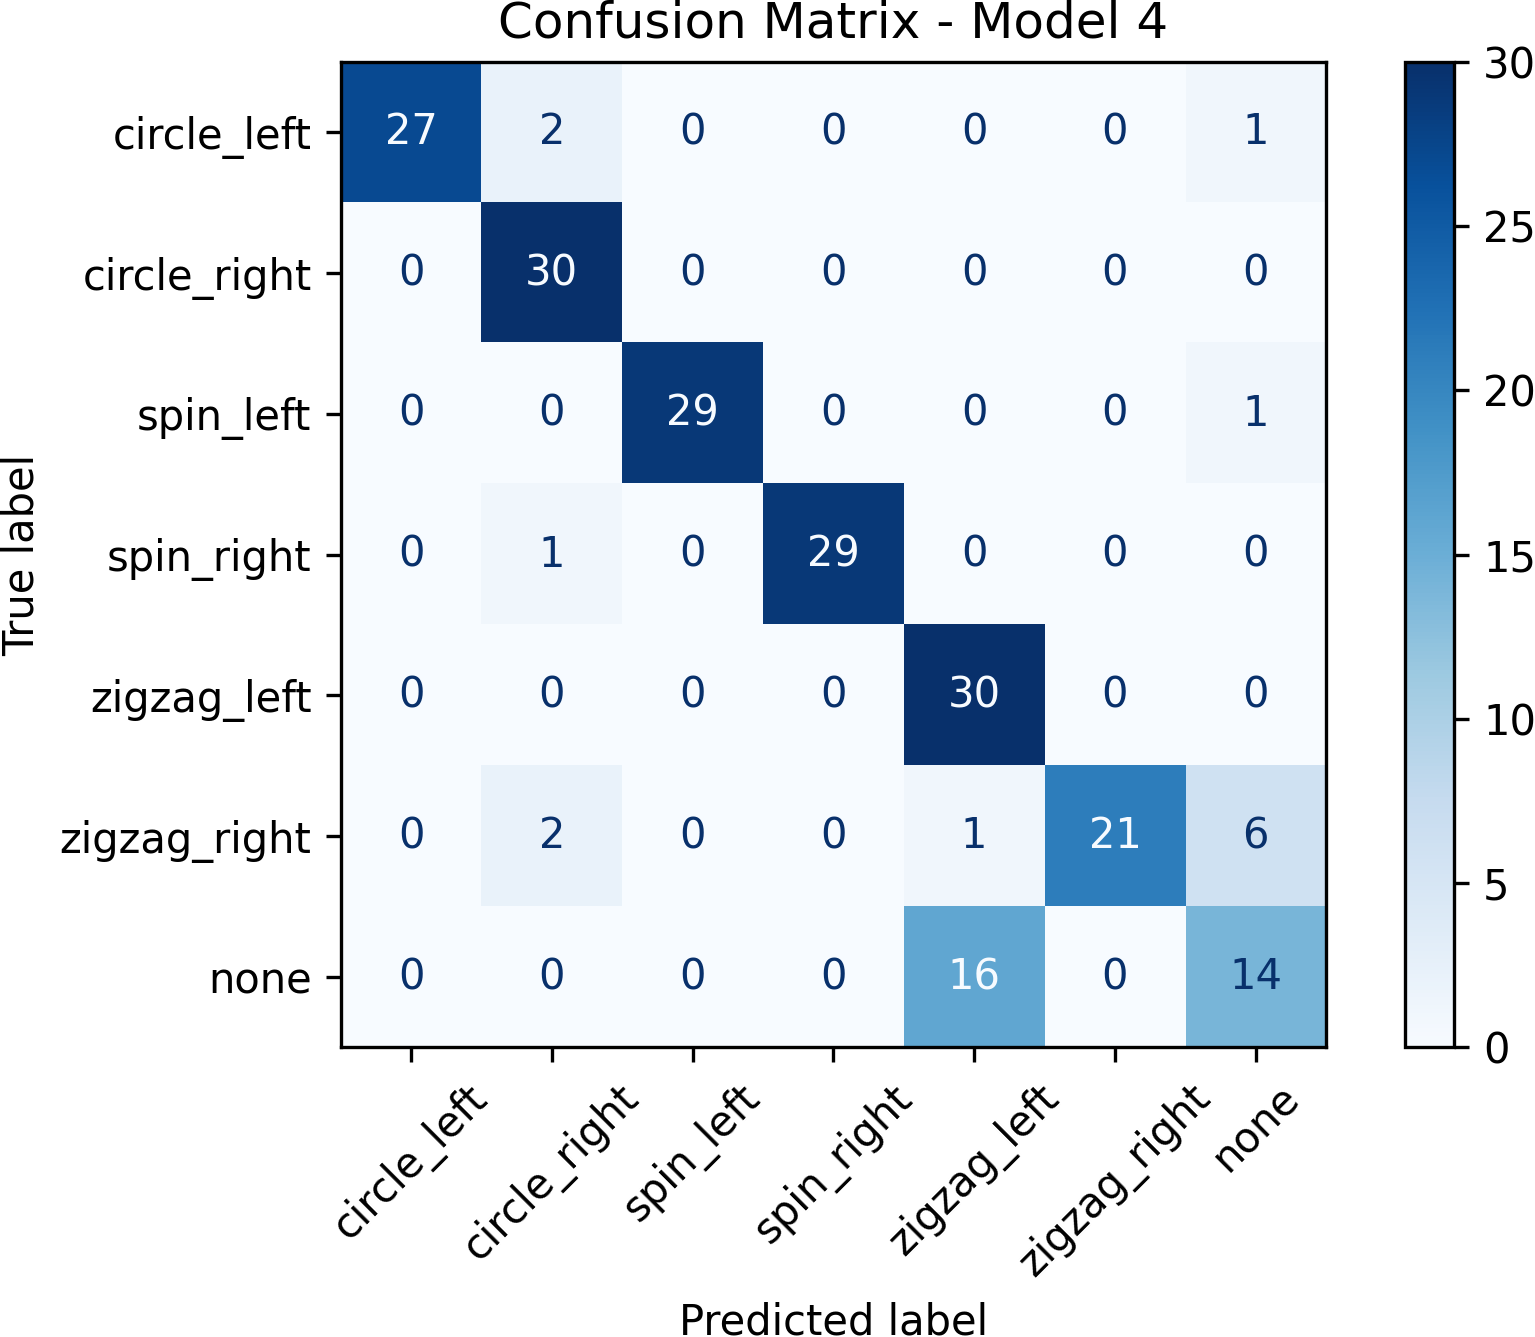 Confusion Matrix - Model 4
circle_left 27 2 0 0 0 0 1
circle_right 0 30 0 0 0 0 0
spin_left 0 0 29 0 0 0 1
spin_right 0 1 0 29 0 0 0
zigzag_left 0 0 0 0 30 0 0
zigzag_right 0 2 0 0 1 21 6
none 0 0 0 0 16 0 14
True label
circle_left circle_right spin_left spin_right zigzag_left zigzag_right none
Predicted label
30
25
20
15
10
5
0